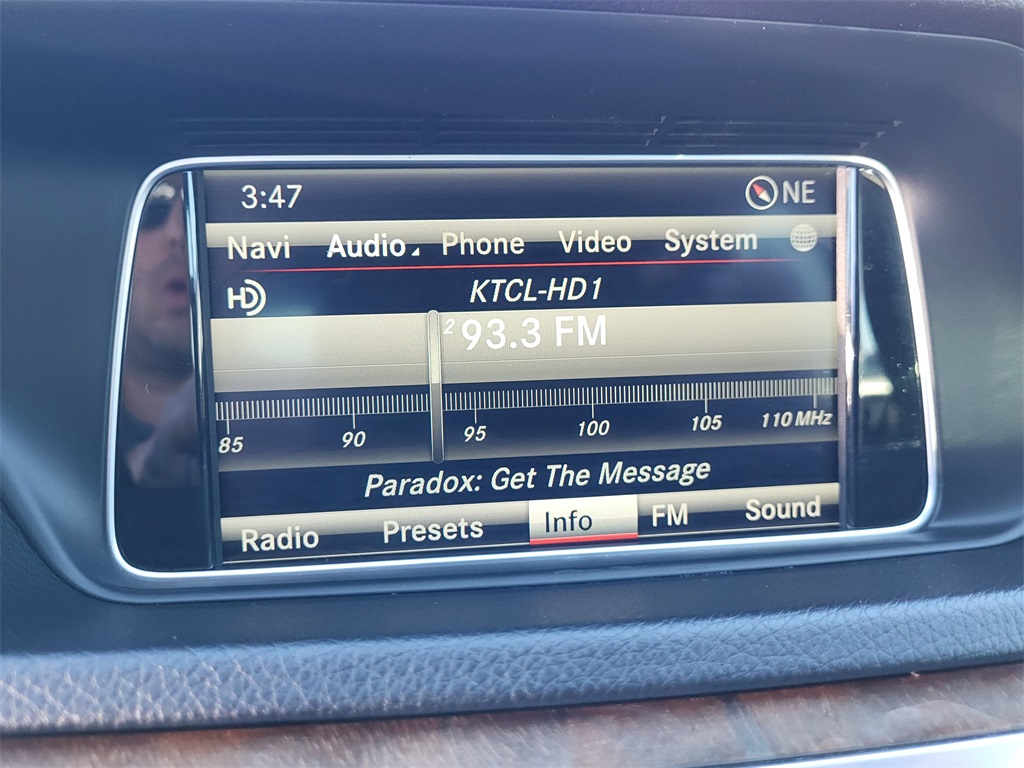 3:47 NE
Navi Audio Phone Video System
HD KTCL-HD1
2 93.3 FM
85 90 95 100 105 110 MHz
Paradox: Get The Message
Radio Presets Info FM Sound